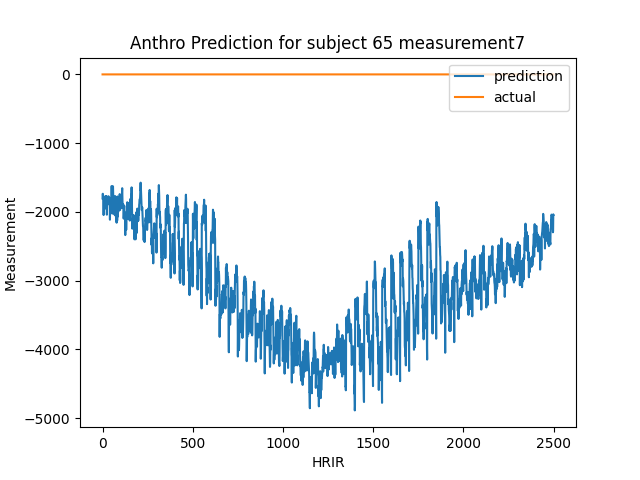 Anthro Prediction for subject 65 measurement7
prediction
actual
Measurement
0
−1000
−2000
−3000
−4000
−5000
0
500
1000
1500
2000
2500
HRIR